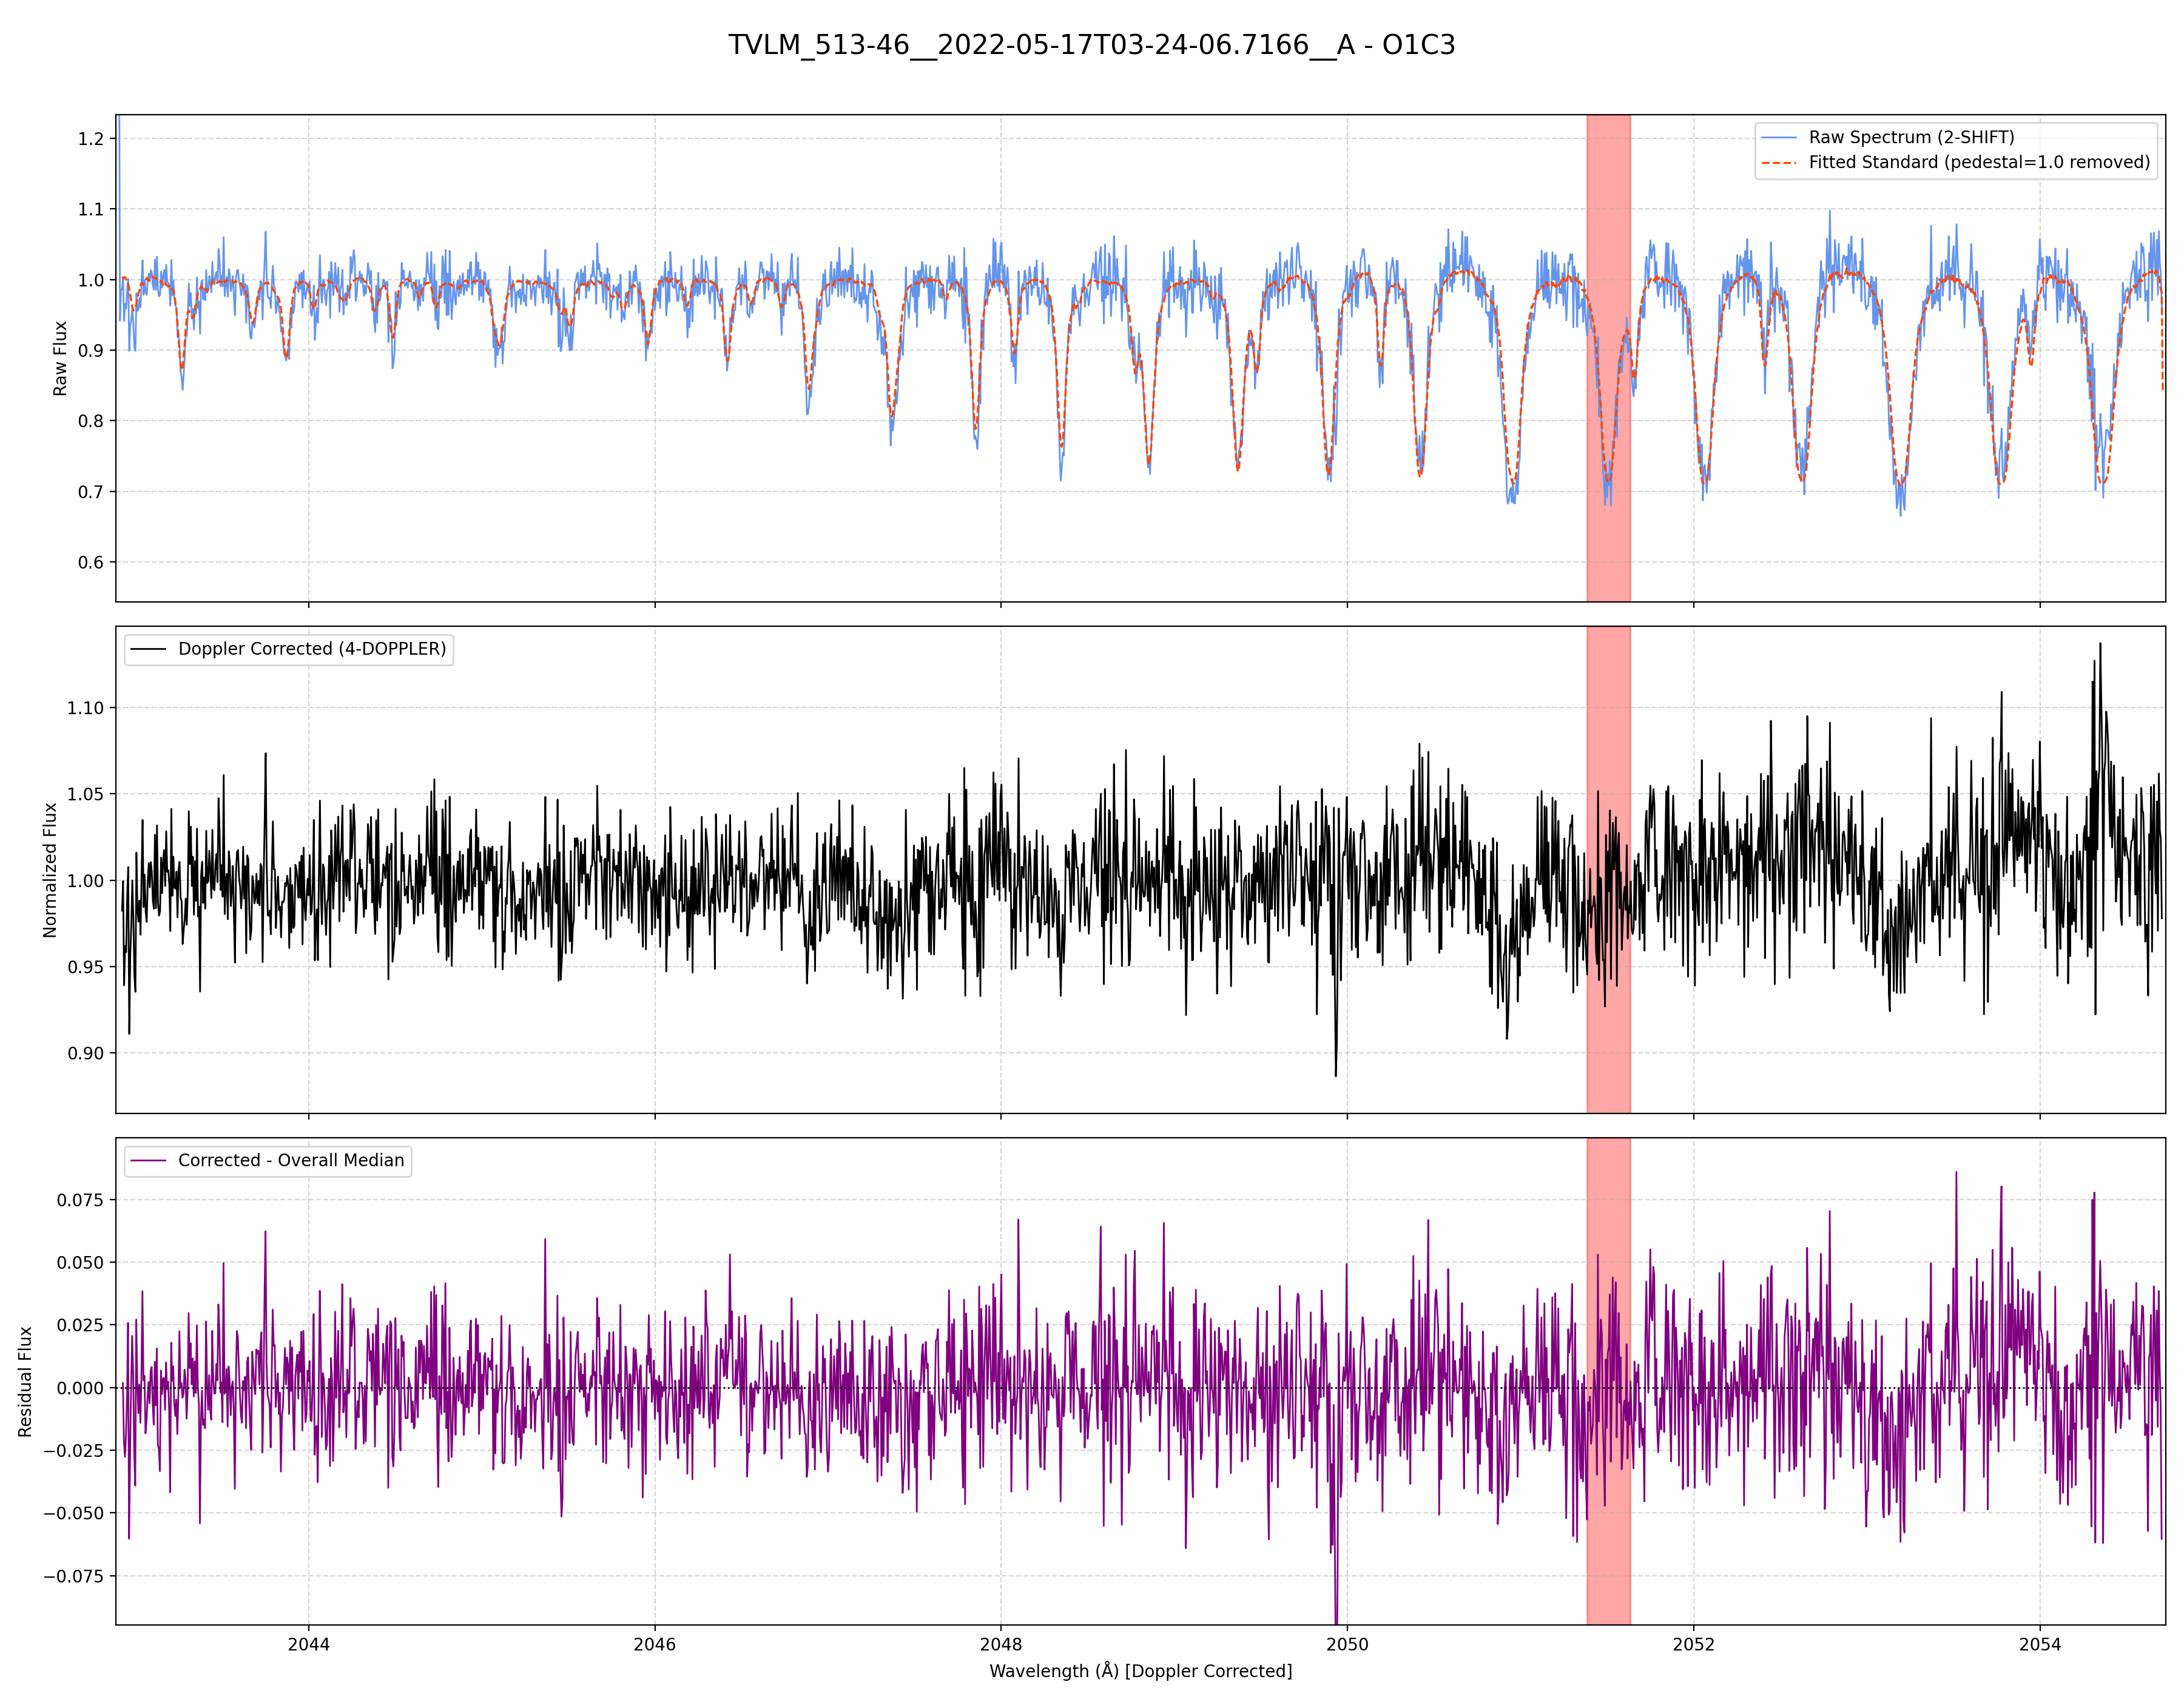 TVLM_513-46__2022-05-17T03-24-06.7166__A - O1C3
Raw Spectrum (2-SHIFT)
Fitted Standard (pedestal=1.0 removed)
Raw Flux
1.2
1.1
1.0
0.9
0.8
0.7
0.6
Doppler Corrected (4-DOPPLER)
Normalized Flux
1.10
1.05
1.00
0.95
0.90
Corrected - Overall Median
Residual Flux
0.075
0.050
0.025
0.000
−0.025
−0.050
−0.075
2044 2046 2048 2050 2052 2054
Wavelength (Å) [Doppler Corrected]